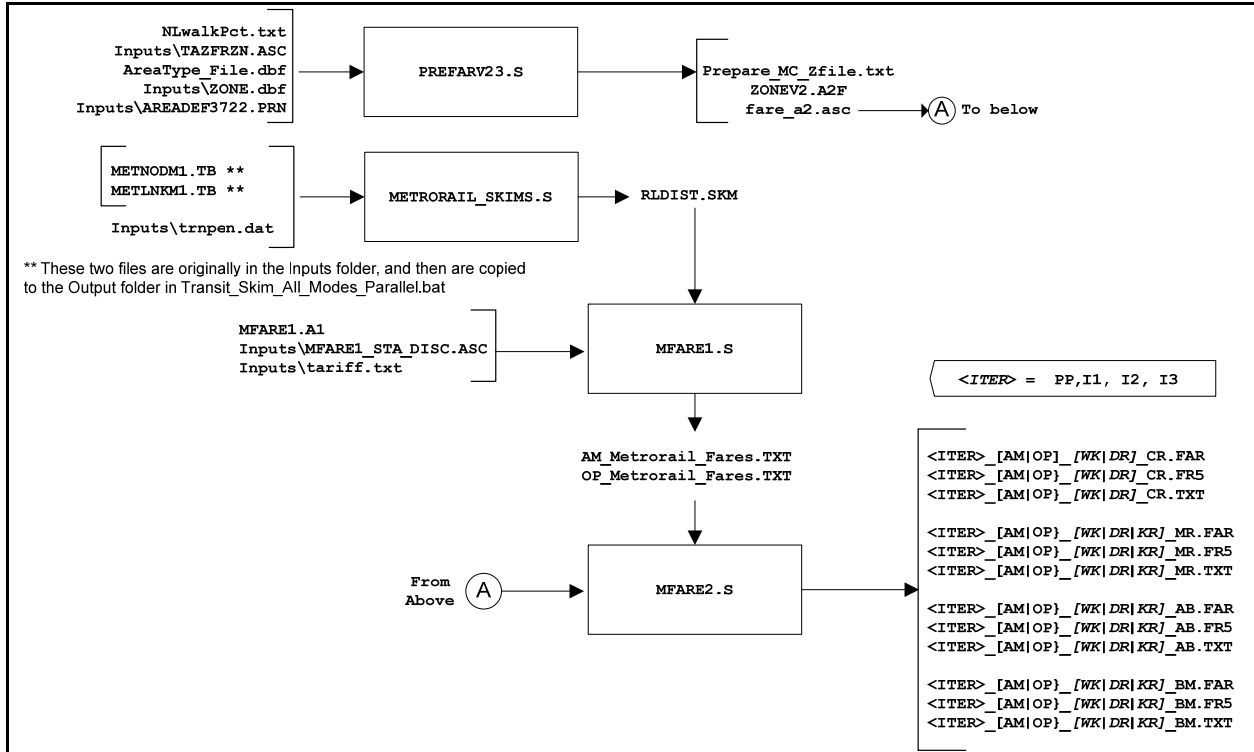 NLwalkPct.txt
Inputs\TAZFRZN.ASC
AreaType_File.dbf
Inputs\ZONE.dbf
Inputs\AREADEF3722.PRN
PREFARV23.S
Prepare_MC_Zfile.txt
ZONEV2.A2F
fare_a2.asc
A To below
METNODM1.TB **
METLNKM1.TB **
Inputs\trnpen.dat
METRORAIL_SKIMS.S
RLDIST.SKM
** These two files are originally in the Inputs folder, and then are copied
to the Output folder in Transit_Skim_All_Modes_Parallel.bat
MFARE1.A1
Inputs\MFARE1_STA_DISC.ASC
Inputs\tariff.txt
MFARE1.S
<ITER> = PP,I1, I2, I3
AM_Metrorail_Fares.TXT
OP_Metrorail_Fares.TXT
From
Above
A
MFARE2.S
<ITER>_[AM|OP]_[WK|DR]_CR.FAR
<ITER>_[AM|OP}_[WK|DR]_CR.FR5
<ITER>_[AM|OP}_[WK|DR]_CR.TXT
<ITER>_[AM|OP}_[WK|DR|KR]_MR.FAR
<ITER>_[AM|OP}_[WK|DR|KR]_MR.FR5
<ITER>_[AM|OP}_[WK|DR|KR]_MR.TXT
<ITER>_[AM|OP}_[WK|DR|KR]_AB.FAR
<ITER>_[AM|OP}_[WK|DR|KR]_AB.FR5
<ITER>_[AM|OP}_[WK|DR|KR]_AB.TXT
<ITER>_[AM|OP}_[WK|DR|KR]_BM.FAR
<ITER>_[AM|OP}_[WK|DR|KR]_BM.FR5
<ITER>_[AM|OP}_[WK|DR|KR]_BM.TXT